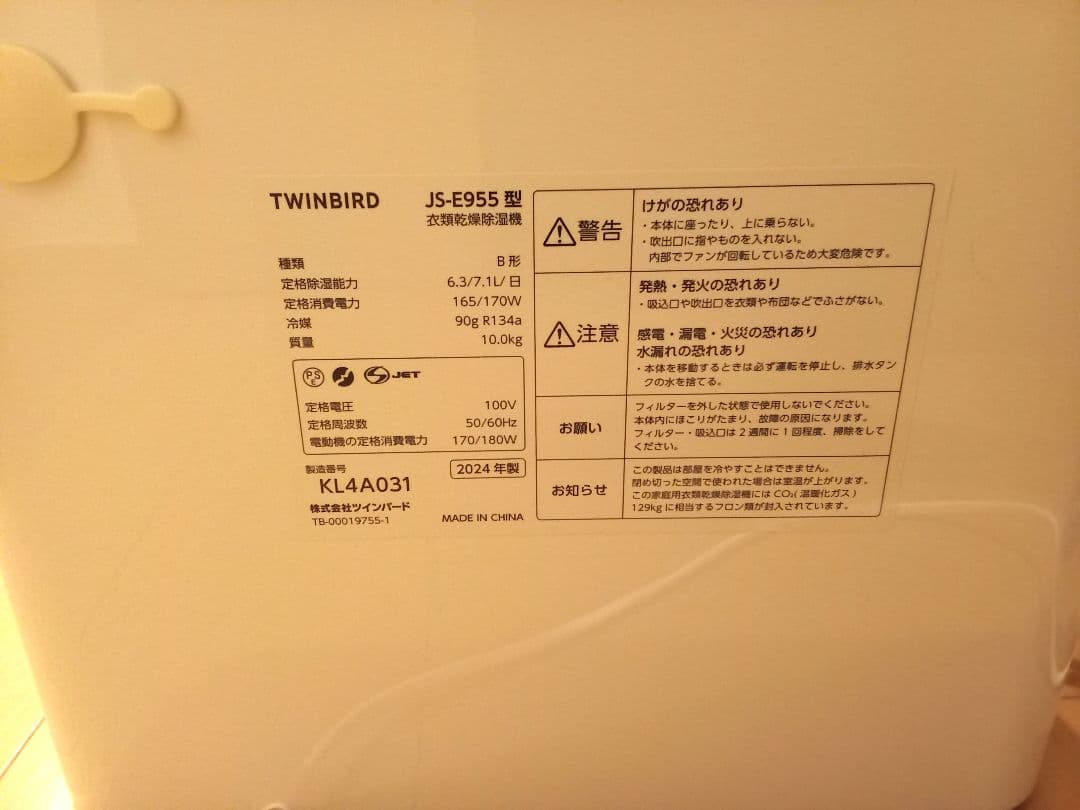 TWINBIRD
JS-E955 型
衣類乾燥除湿機
種類 B 形
定格除湿能力 6.3/7.1L/日
定格消費電力 165/170W
冷媒 90g R134a
質量 10.0kg
PS
E
JET
定格電圧 100V
定格周波数 50/60Hz
電動機の定格消費電力 170/180W
製造番号
KL4A031
2024 年製
株式会社ツインバード
TB-00019755-1
MADE IN CHINA
警告
けがの恐れあり
・本体に座ったり、上に乗らない。
・吹出口に指やものを入れない。
内部でファンが回転しているため大変危険です。
注意
発熱・発火の恐れあり
・吸込口や吹出口を衣類や布団などでふさがない。
感電・漏電・火災の恐れあり
水漏れの恐れあり
・本体を移動するときは必ず運転を停止し、排水タン
クの水を捨てる。
お願い
フィルターを外した状態で使用しないでください。
本体内にほこりがたまり、故障の原因になります。
フィルター・吸込口は 2 週間に 1 回程度、掃除をして
ください。
お知らせ
この製品は部屋を冷やすことはできません。
閉め切った空間で使われた場合は室温が上がります。
この家庭用衣類乾燥除湿機には CO₂( 温暖化ガス )
129kg に相当するフロン類が封入されています。